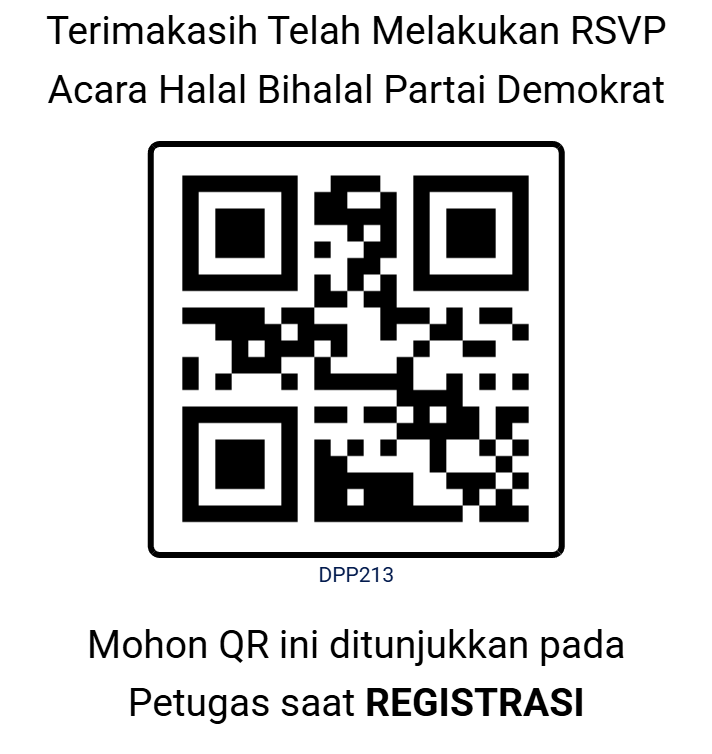 Terimakasih Telah Melakukan RSVP
Acara Halal Bihalal Partai Demokrat
DPP213
Mohon QR ini ditunjukkan pada
Petugas saat REGISTRASI